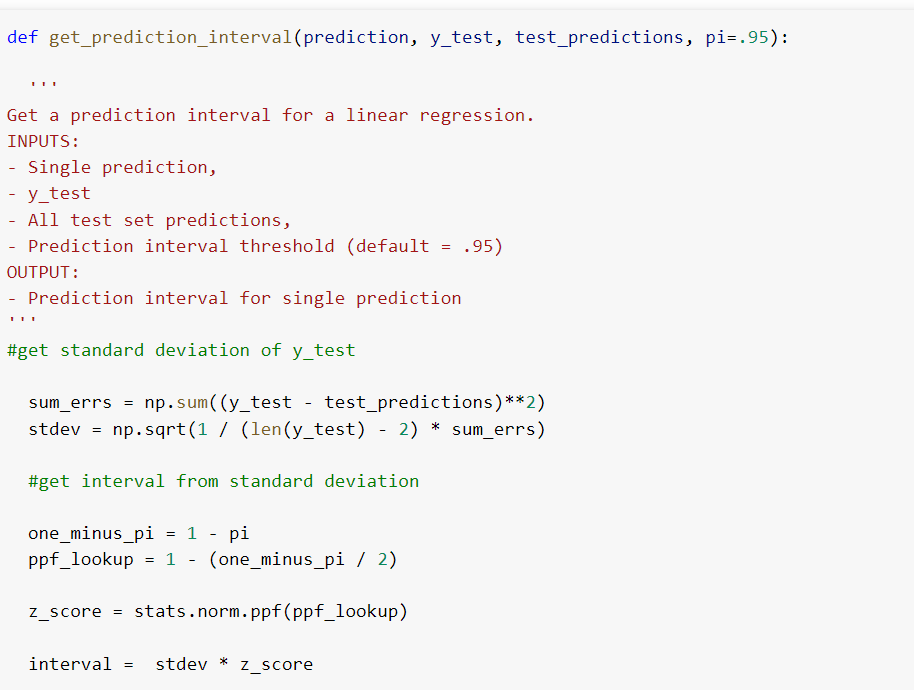 def get_prediction_interval(prediction, y_test, test_predictions, pi=.95):
'''
Get a prediction interval for a linear regression.
INPUTS:
- Single prediction,
- y_test
- All test set predictions,
- Prediction interval threshold (default = .95)
OUTPUT:
- Prediction interval for single prediction
'''
#get standard deviation of y_test
sum_errs = np.sum((y_test - test_predictions)**2)
stdev = np.sqrt(1 / (len(y_test) - 2) * sum_errs)
#get interval from standard deviation
one_minus_pi = 1 - pi
ppf_lookup = 1 - (one_minus_pi / 2)
z_score = stats.norm.ppf(ppf_lookup)
interval =  stdev * z_score